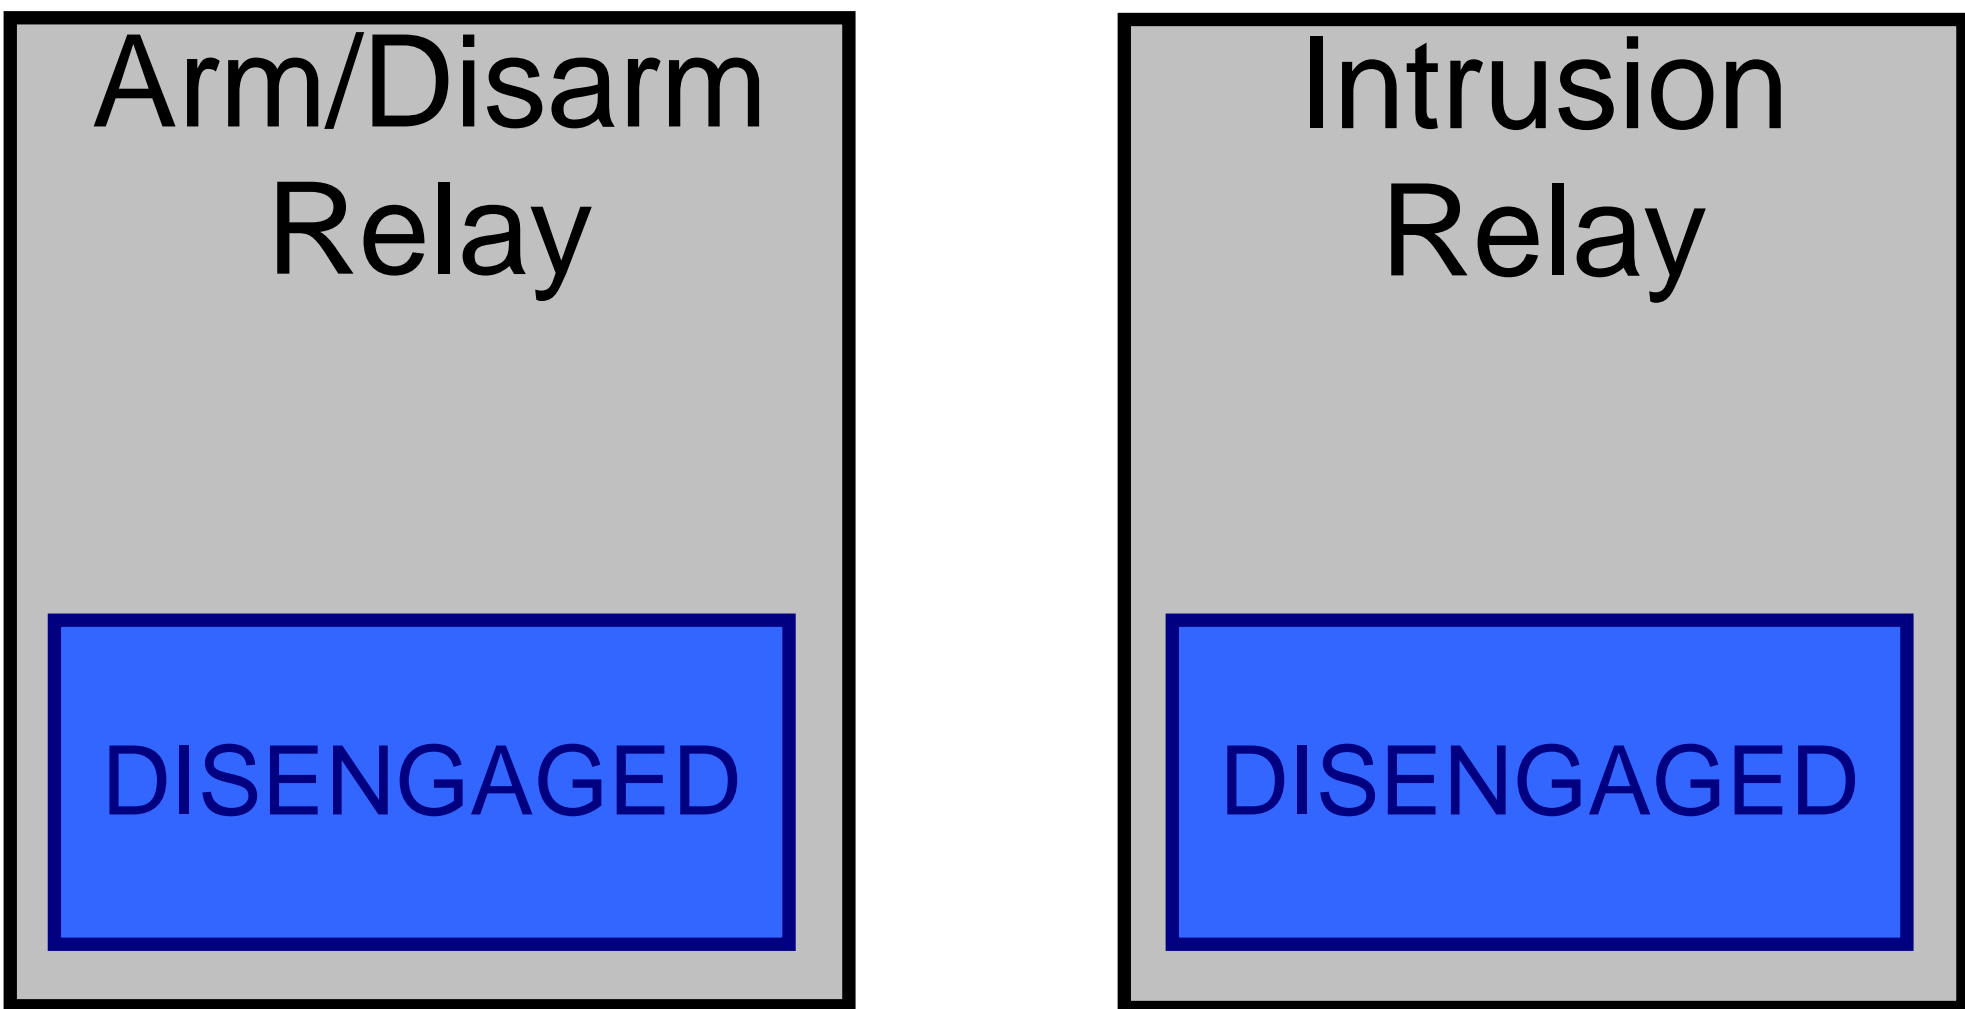 Arm/Disarm
Relay
DISENGAGED
Intrusion
Relay
DISENGAGED